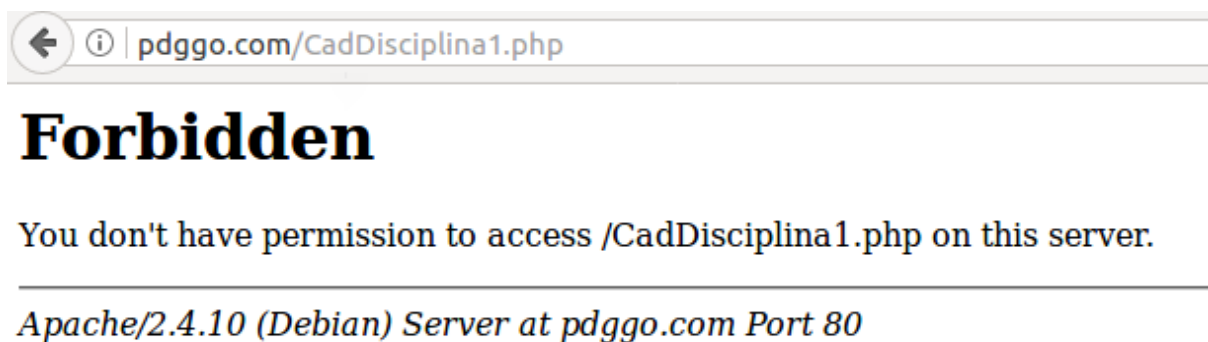 pdggo.com/CadDisciplina1.php
Forbidden
You don't have permission to access /CadDisciplina1.php on this server.
Apache/2.4.10 (Debian) Server at pdggo.com Port 80